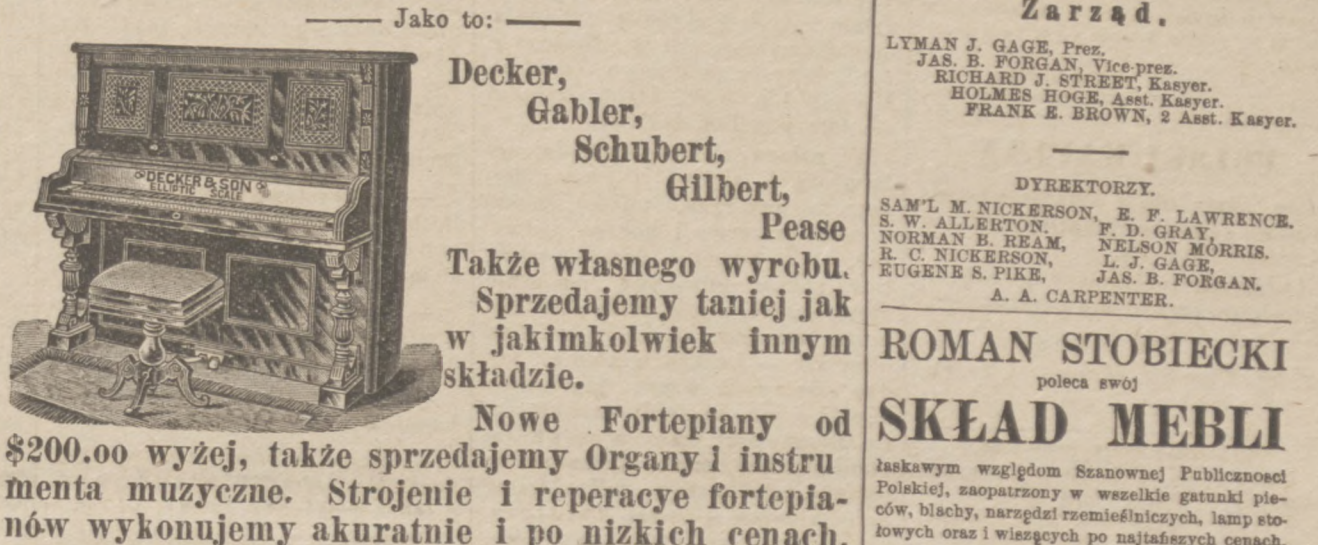 Jako to:
DECKER & SON
ELLIPTIC SCALE
Decker,
Gabler,
Schubert,
Gilbert,
Pease
Także własnego wyrobu.
Sprzedajemy taniej jak
w jakimkolwiek innym
składzie.
Nowe Fortepiany od
$200.oo wyżej, także sprzedajemy Organy i instru
menta muzyczne. Strojenie i reperacye fortepia-
nów wykonujemy akuratnie i po nizkich cenach.
Zarząd.
LYMAN J. GAGE, Prez.
JAS. B. FORGAN, Vice-prez.
RICHARD J. STREET, Kasyer.
HOLMES HOGE, Asst. Kasyer.
FRANK E. BROWN, 2 Asst. Kasyer.
DYREKTORZY.
SAM'L M. NICKERSON, E. F. LAWRENCE.
S. W. ALLERTON. F. D. GRAY,
NORMAN B. REAM, NELSON MORRIS.
R. C. NICKERSON, L. J. GAGE,
EUGENE S. PIKE, JAS. B. FORGAN.
A. A. CARPENTER.
ROMAN STOBIECKI
poleca swój
SKŁAD MEBLI
łaskawym względom Szanownej Publicznosci
Polskiej, zaopatrzony w wszelkie gatunki pie-
ców, blachy, narzędzi rzemieślniczych, lamp sto-
łowych oraz i wiszących po najtańszych cenach.